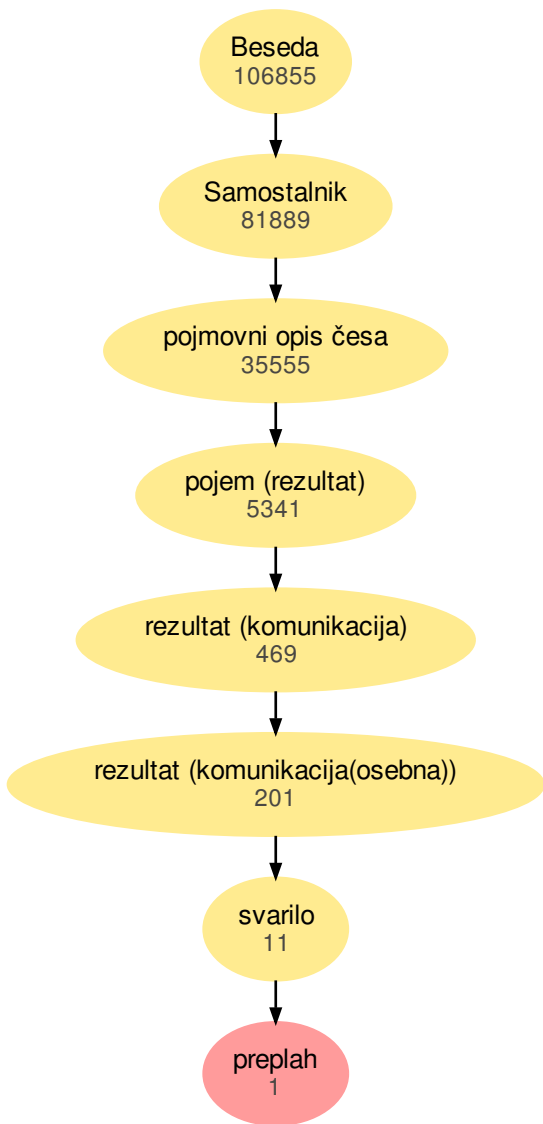 Beseda
106855
Samostalnik
81889
pojmovni opis česa
35555
pojem (rezultat)
5341
rezultat (komunikacija)
469
rezultat (komunikacija(osebna))
201
svarilo
11
preplah
1